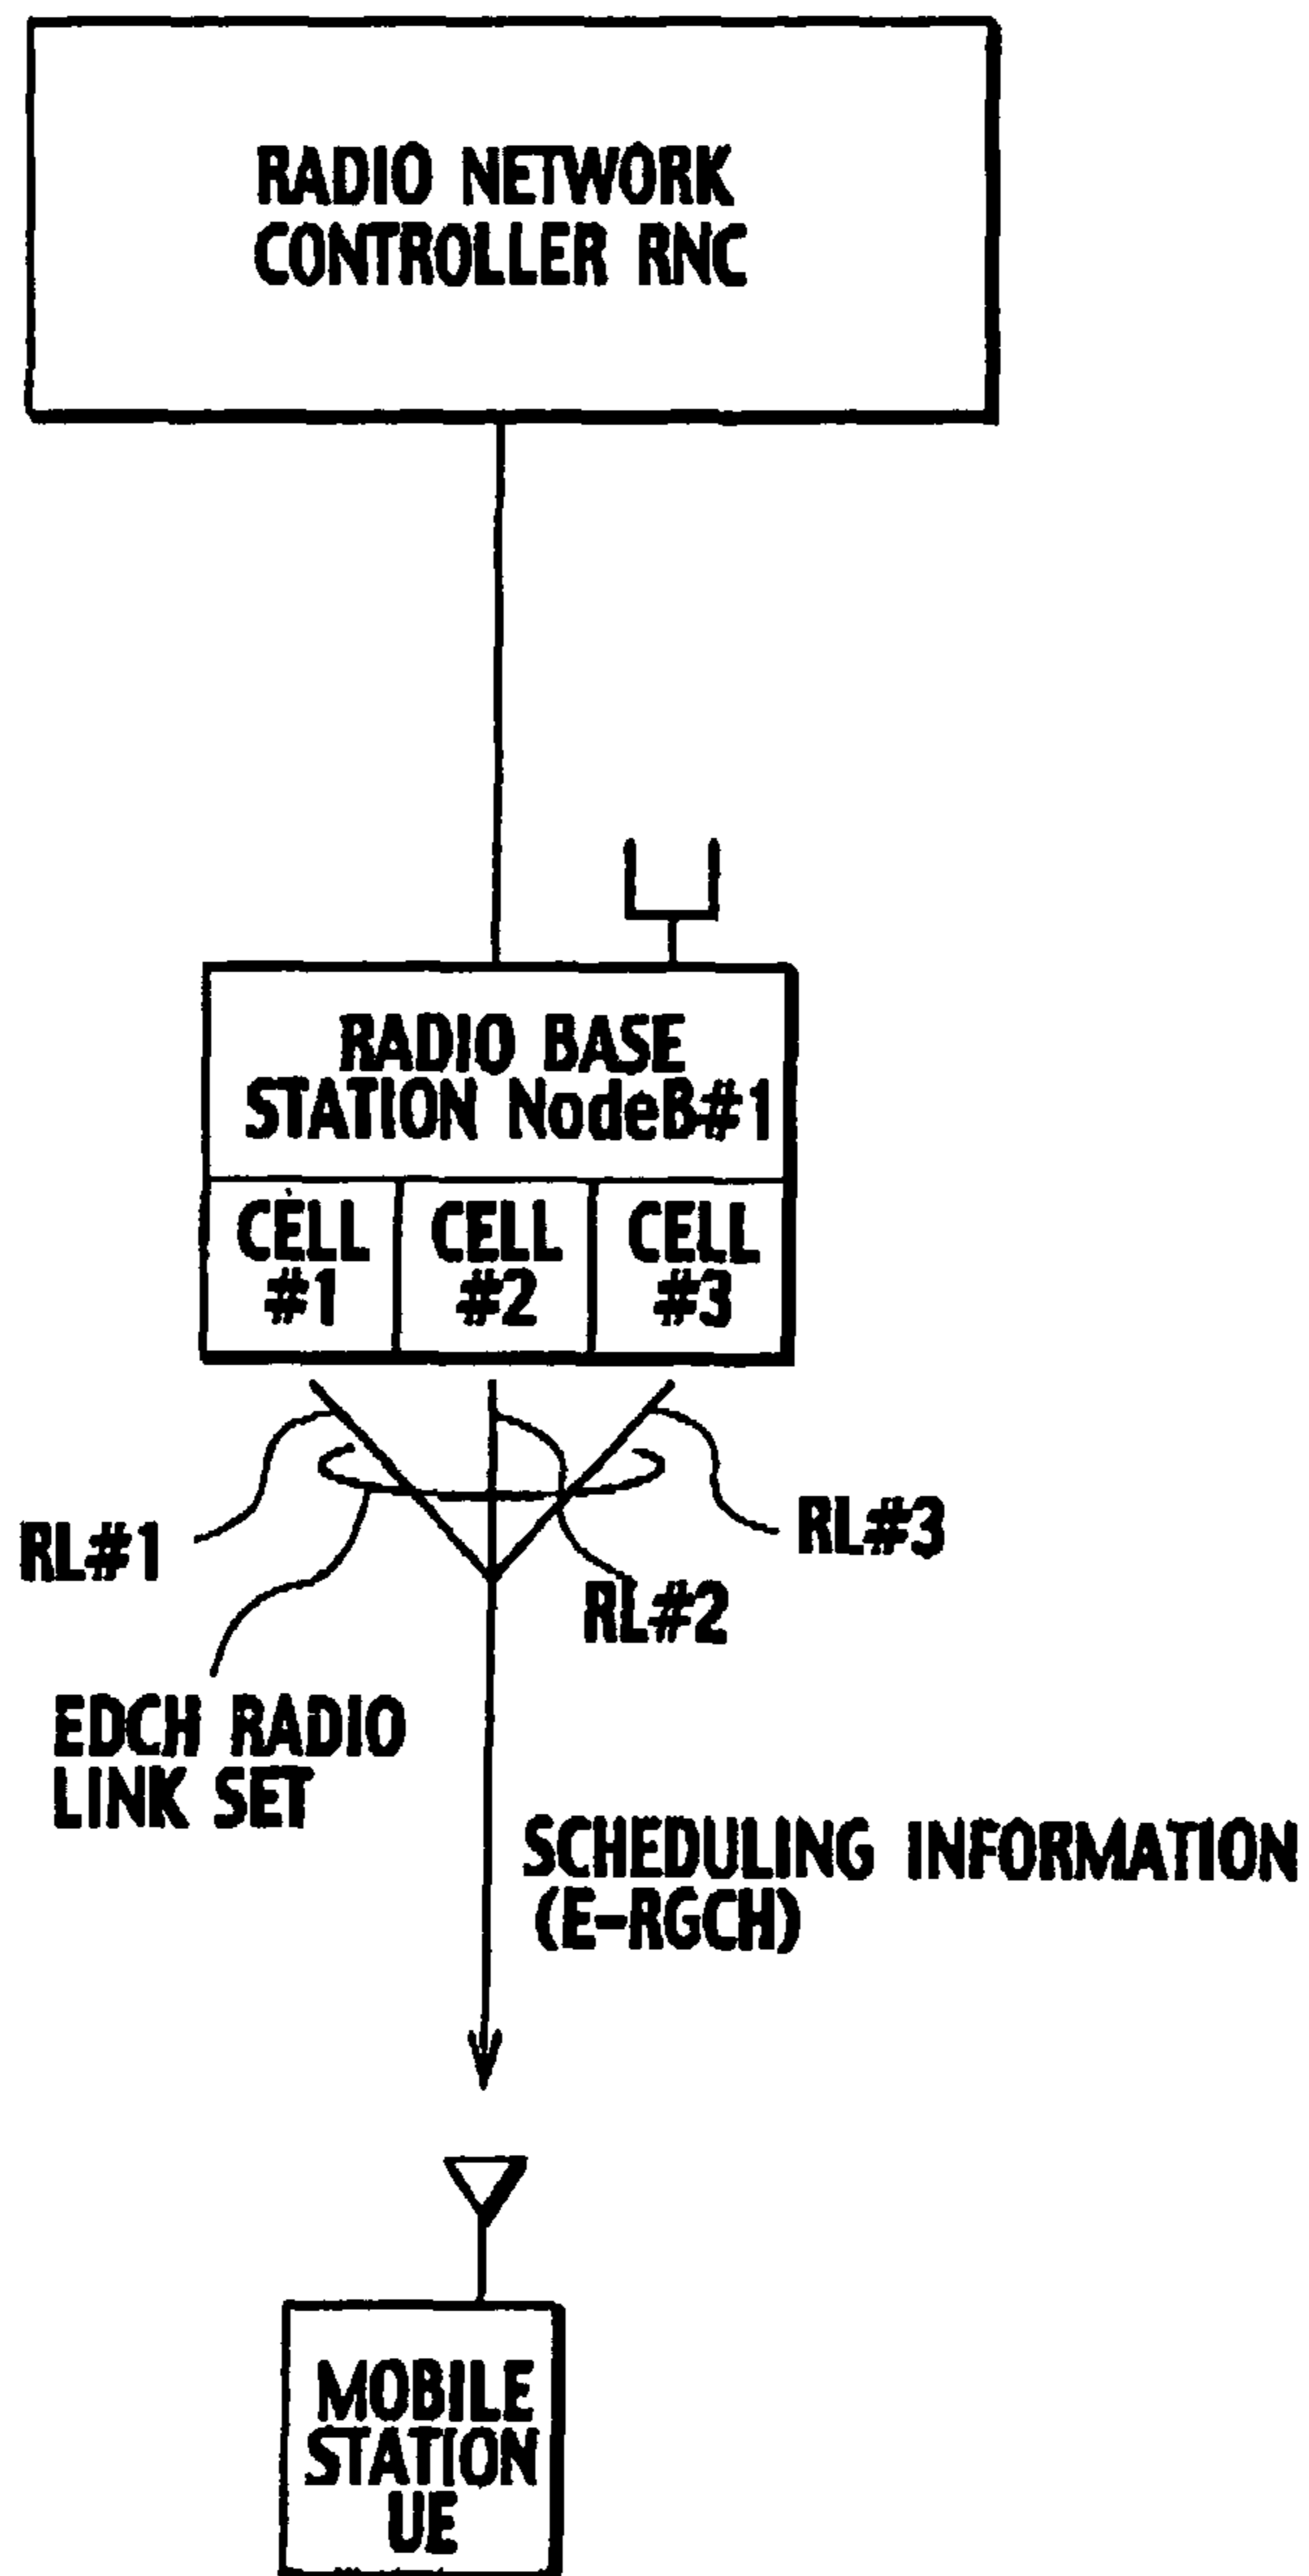 RADIO NETWORK
CONTROLLER RNC
RADIO BASE
STATION NodeB#1
CELL
#1
CELL
#2
CELL
#3
RL#1
RL#3
RL#2
EDCH RADIO
LINK SET
SCHEDULING INFORMATION
(E-RGCH)
MOBILE
STATION
UE